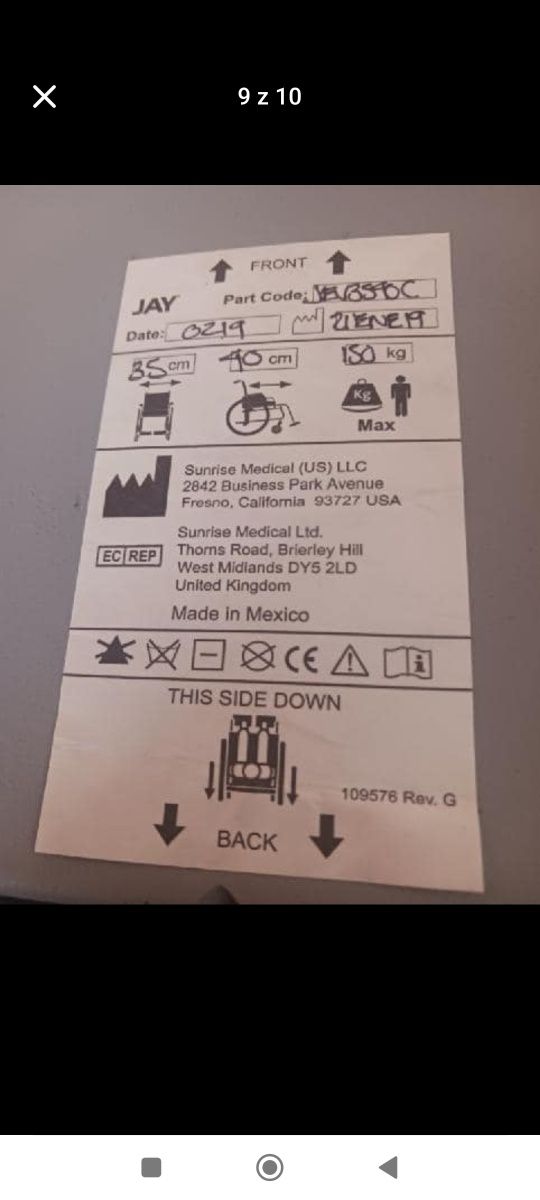 9 z 10
FRONT
JAY Part Code:
Date: 0219 21ENE19
35 cm 40 cm 150 kg
Kg
Max
Sunrise Medical (US) LLC
2842 Business Park Avenue
Fresno, California 93727 USA
Sunrise Medical Ltd.
EC REP Thorns Road, Brierley Hill
West Midlands DY5 2LD
United Kingdom
Made in Mexico
CE
THIS SIDE DOWN
109576 Rev. G
BACK